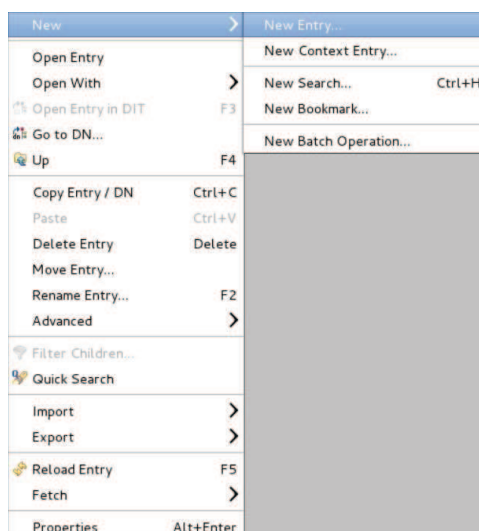 New
Open Entry
Open With
Open Entry in DIT F3
Go to DN...
Up F4
Copy Entry / DN Ctrl+C
Paste Ctrl+V
Delete Entry Delete
Move Entry...
Rename Entry... F2
Advanced
Filter Children...
Quick Search
Import
Export
Reload Entry F5
Fetch
Properties Alt+Enter
New Entry...
New Context Entry...
New Search... Ctrl+H
New Bookmark...
New Batch Operation...